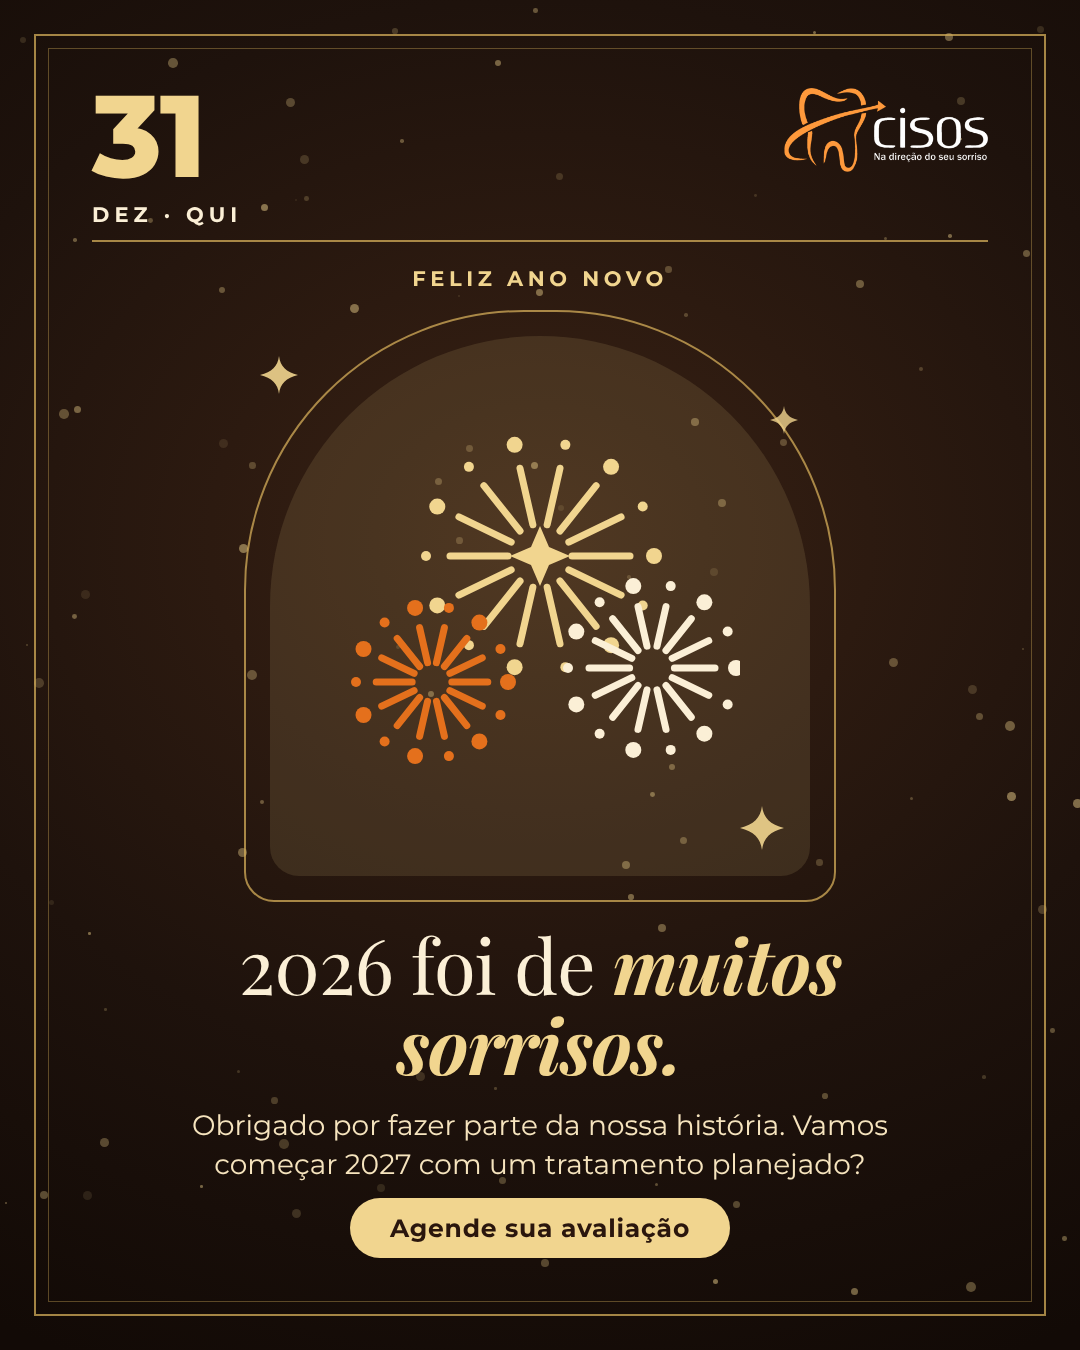 31
DEZ · QUI
cisos
Na direção do seu sorriso
FELIZ ANO NOVO
2026 foi de muitos
sorrisos.
Obrigado por fazer parte da nossa história. Vamos
começar 2027 com um tratamento planejado?
Agende sua avaliação